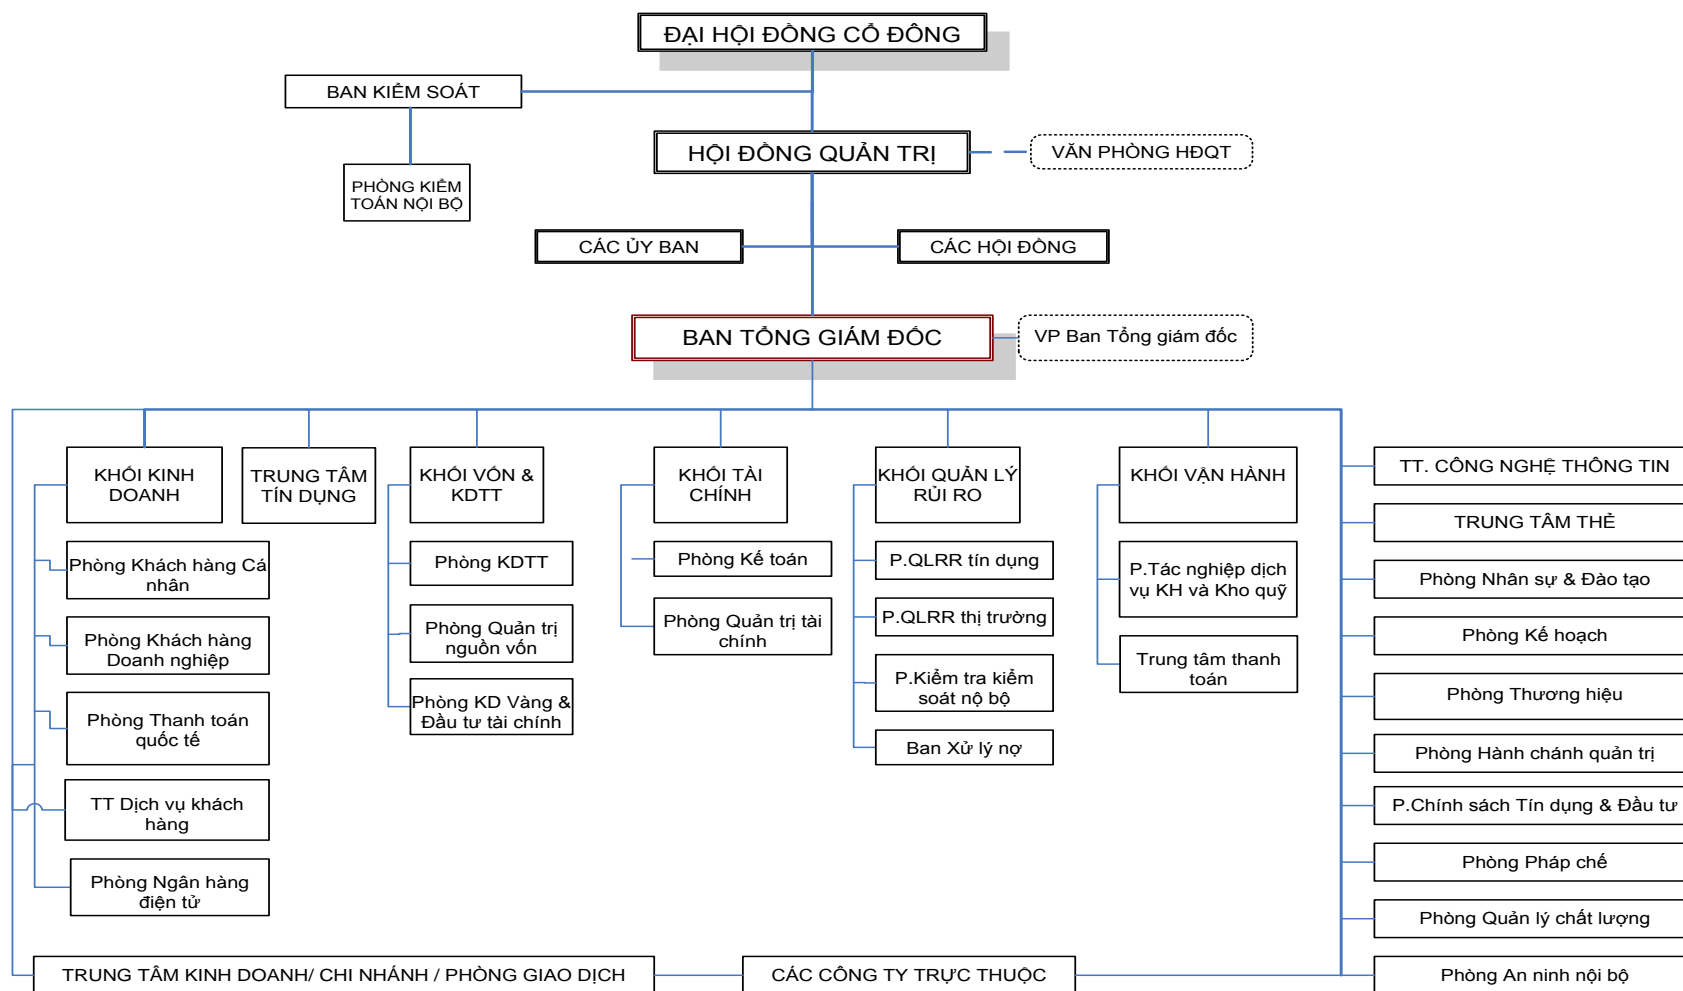 ĐẠI HỘI ĐỒNG CỔ ĐÔNG
BAN KIỂM SOÁT
HỘI ĐỒNG QUẢN TRỊ
VĂN PHÒNG HĐQT
PHÒNG KIỂM
TOÁN NỘI BỘ
CÁC ỦY BAN
CÁC HỘI ĐỒNG
BAN TỔNG GIÁM ĐỐC
VP Ban Tổng giám đốc
KHỐI KINH
DOANH
TRUNG TÂM
TÍN DỤNG
KHỐI VỐN &
KDTT
KHỐI TÀI
CHÍNH
KHỐI QUẢN LÝ
RỦI RO
KHỐI VẬN HÀNH
Phòng Khách hàng Cá
nhân
Phòng Khách hàng
Doanh nghiệp
Phòng Thanh toán
quốc tế
TT Dịch vụ khách
hàng
Phòng Ngân hàng
điện tử
Phòng KDTT
Phòng Quản trị
nguồn vốn
Phòng KD Vàng &
Đầu tư tài chính
Phòng Kế toán
Phòng Quản trị tài
chính
P.QLRR tín dụng
P.QLRR thị trường
P.Kiểm tra kiểm
soát nộ bộ
Ban Xử lý nợ
P.Tác nghiệp dịch
vụ KH và Kho quỹ
Trung tâm thanh
toán
TT. CÔNG NGHỆ THÔNG TIN
TRUNG TÂM THẺ
Phòng Nhân sự & Đào tạo
Phòng Kế hoạch
Phòng Thương hiệu
Phòng Hành chánh quản trị
P.Chính sách Tín dụng & Đầu tư
Phòng Pháp chế
Phòng Quản lý chất lượng
Phòng An ninh nội bộ
TRUNG TÂM KINH DOANH/ CHI NHÁNH / PHÒNG GIAO DỊCH
CÁC CÔNG TY TRỰC THUỘC